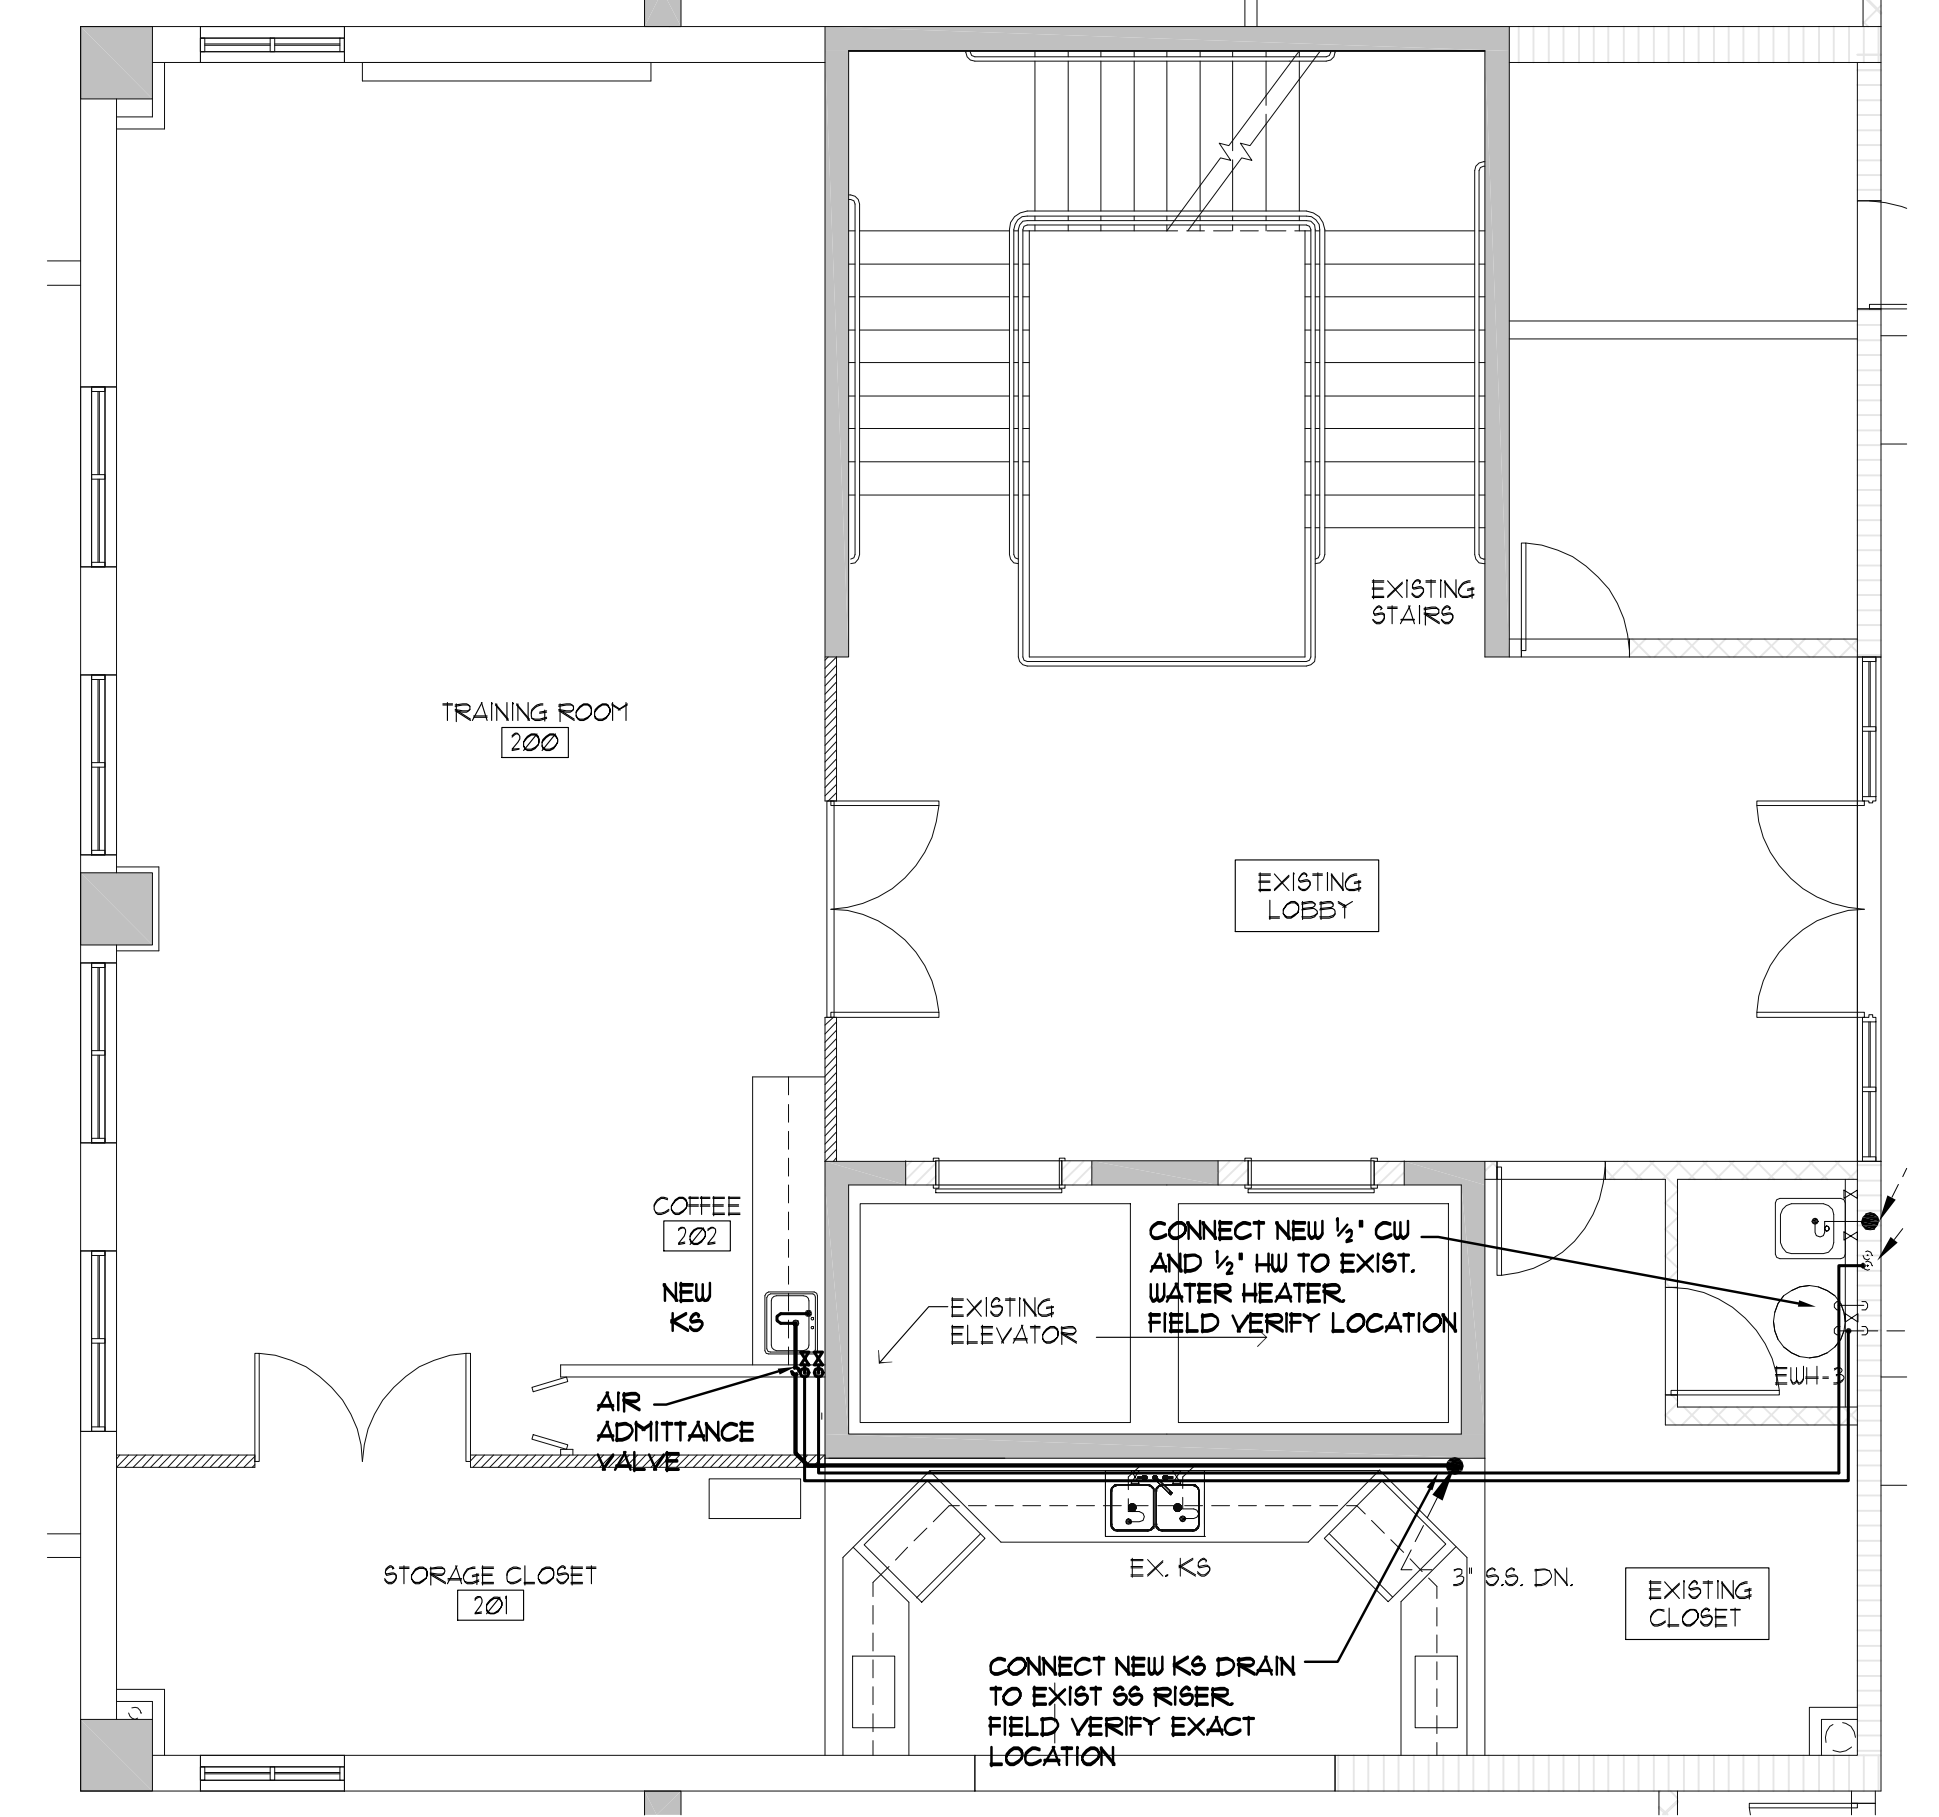 EXISTING
STAIRS
TRAINING ROOM
200
EXISTING
LOBBY
COFFEE
202
NEW
KS
CONNECT NEW ½" CW
AND ½" HW TO EXIST.
WATER HEATER
FIELD VERIFY LOCATION
EXISTING
ELEVATOR
EWH-3
AIR
ADMITTANCE
VALVE
STORAGE CLOSET
201
EX. KS
3" S.S. DN.
EXISTING
CLOSET
CONNECT NEW KS DRAIN
TO EXIST SS RISER
FIELD VERIFY EXACT
LOCATION